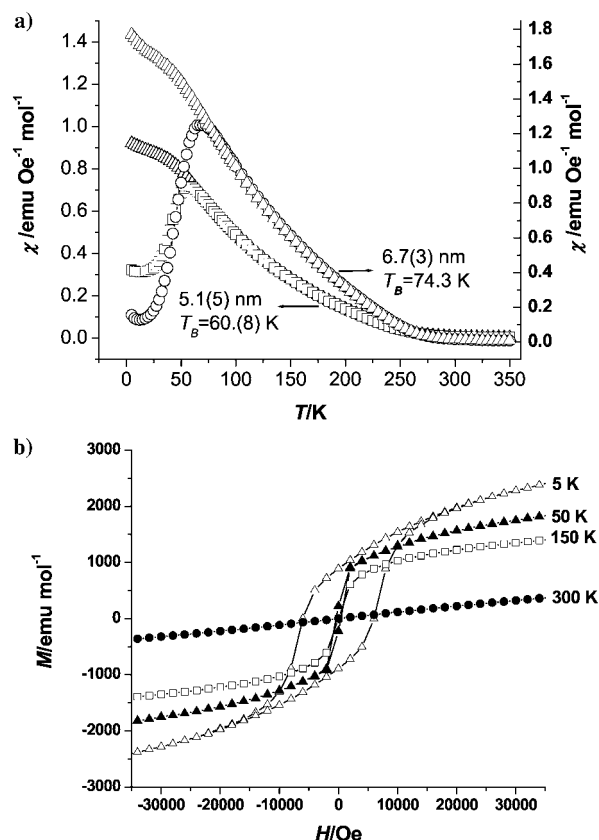 a)
1.4
1.2
1.0
0.8
0.6
0.4
0.2
0.0
χ /emu Oe⁻¹ mol⁻¹
1.8
1.6
1.4
1.2
1.0
0.8
0.6
0.4
0.2
0.0
χ /emu Oe⁻¹ mol⁻¹
6.7(3) nm
T_B=74.3 K
5.1(5) nm
T_B=60.(8) K
0 50 100 150 200 250 300 350
T/K
b)
3000
2000
1000
0
-1000
-2000
-3000
M/emu mol⁻¹
5 K
50 K
150 K
300 K
-30000 -20000 -10000 0 10000 20000 30000
H/Oe